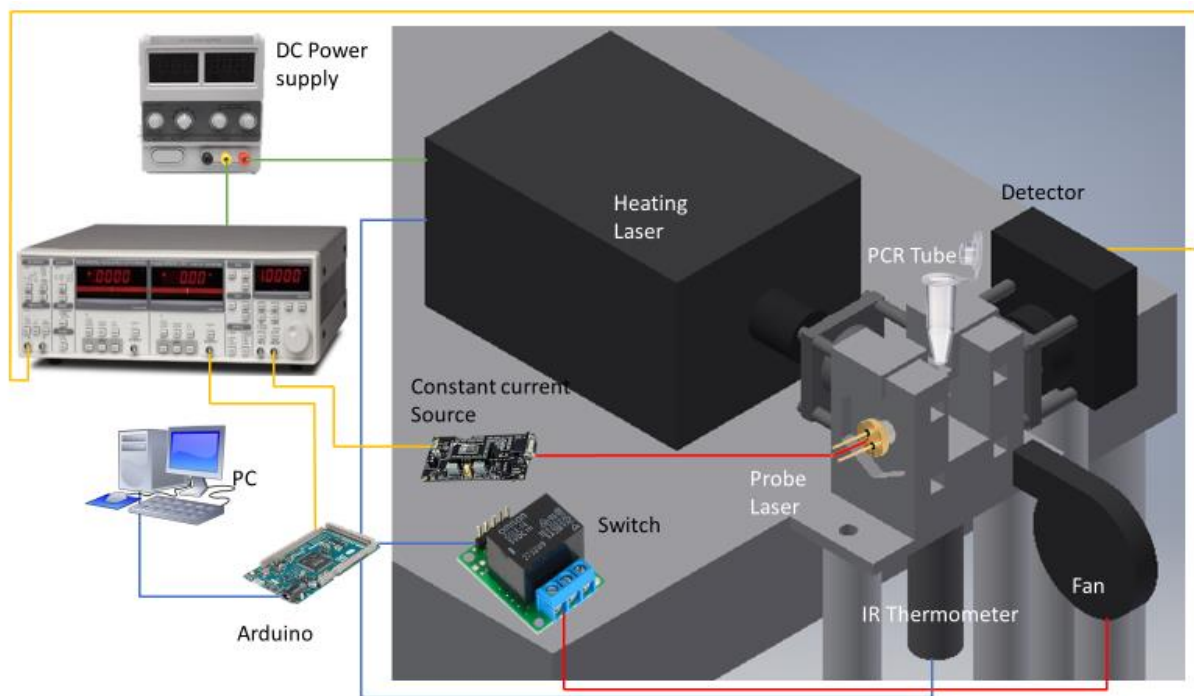 DC Power
supply
Heating
Laser
Detector
PCR Tube
Constant current
Source
PC
Probe
Laser
Switch
Arduino
IR Thermometer
Fan